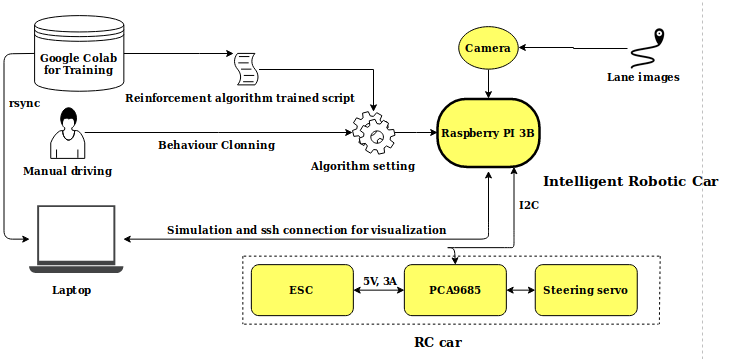 Google Colab
for Training
Camera
Lane images
rsync
Reinforcement algorithm trained script
Raspberry PI 3B
Behaviour Clonning
Manual driving
Algorithm setting
Intelligent Robotic Car
I2C
Simulation and ssh connection for visualization
Laptop
5V, 3A
ESC
PCA9685
Steering servo
RC car